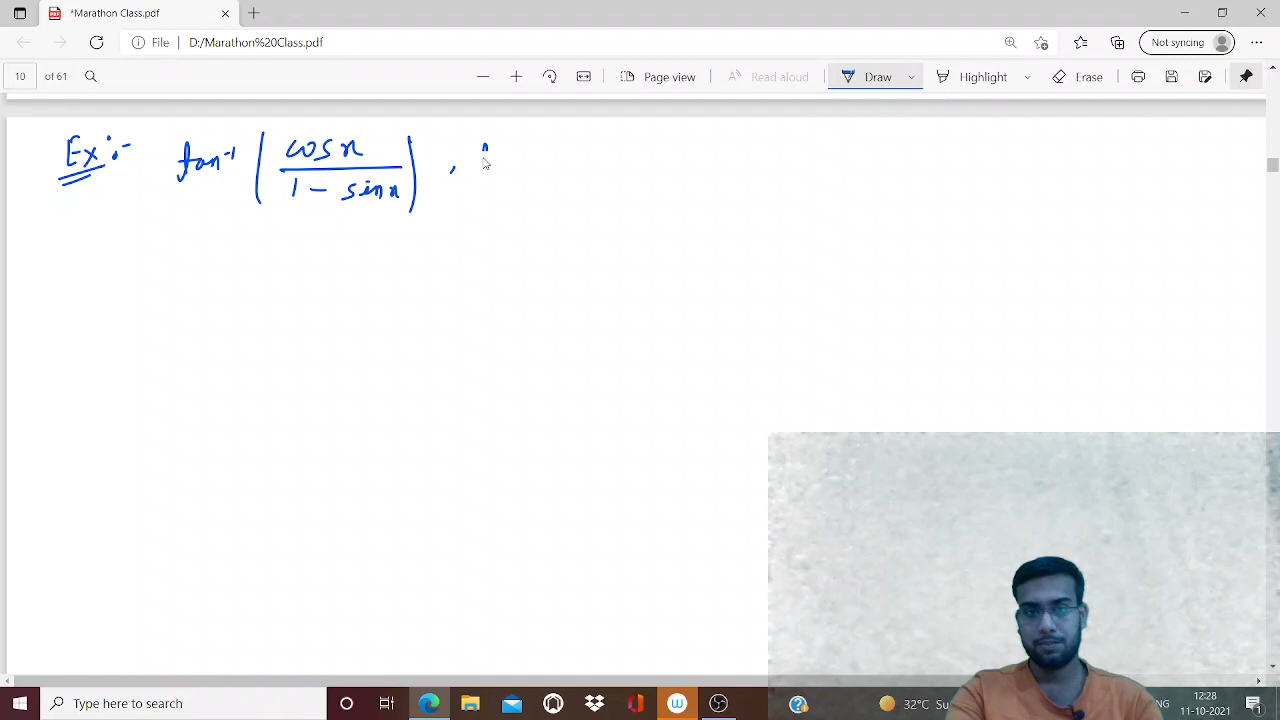 *Marathon Class.pdf
File | D:/Marathon%20Class.pdf
Not syncing
10 of 61
Page view
Read aloud
Draw
Highlight
Erase
Ex:- tan⁻¹ (cos x / 1 - sin x) ,
Type here to search
32°C
12:28
11-10-2021